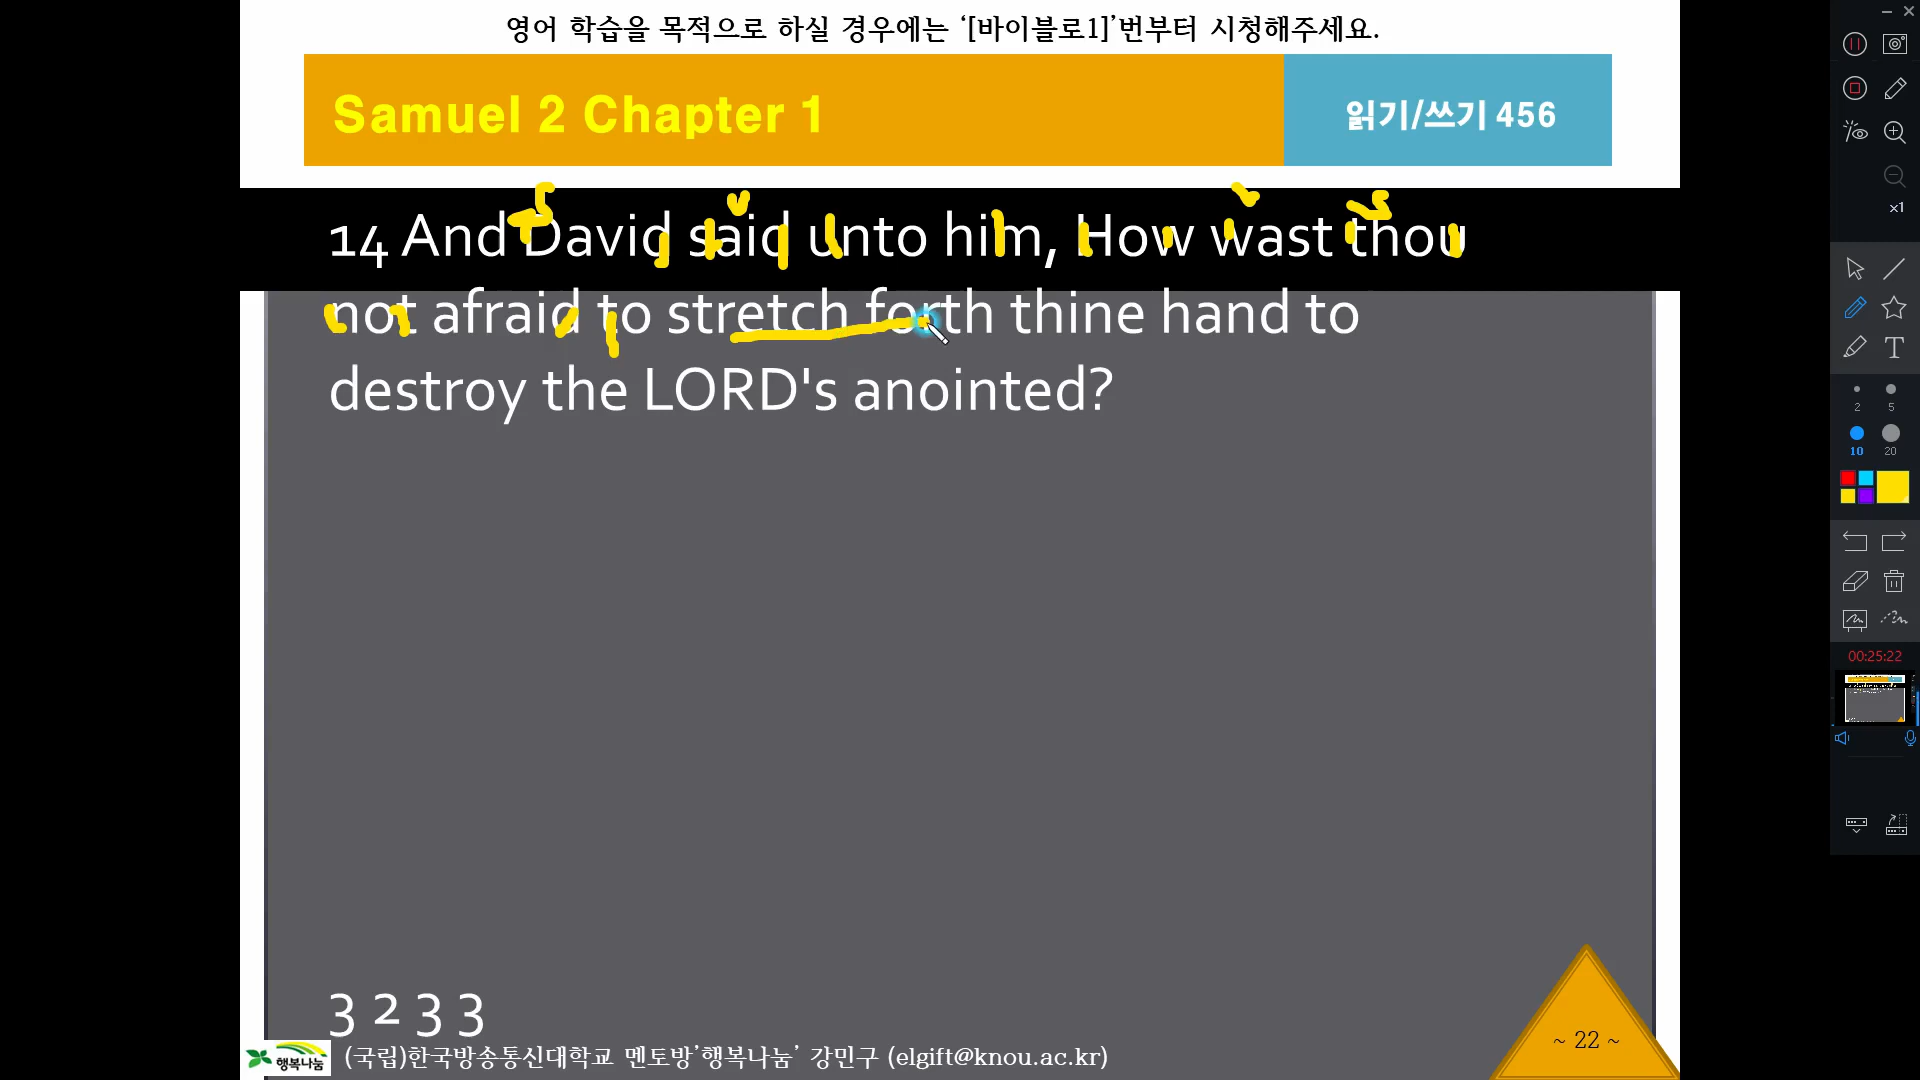 영어 학습을 목적으로 하실 경우에는 ‘[바이블로1]’번부터 시청해주세요.
Samuel 2 Chapter 1
읽기/쓰기 456
14 And David said unto him, How wast thou
not afraid to stretch forth thine hand to
destroy the LORD's anointed?
3 2 3 3
행복나눔
(국립)한국방송통신대학교 멘토방’행복나눔’ 강민구 (elgift@knou.ac.kr)
~ 22 ~
x1
T
2 5
10 20
00:25:22